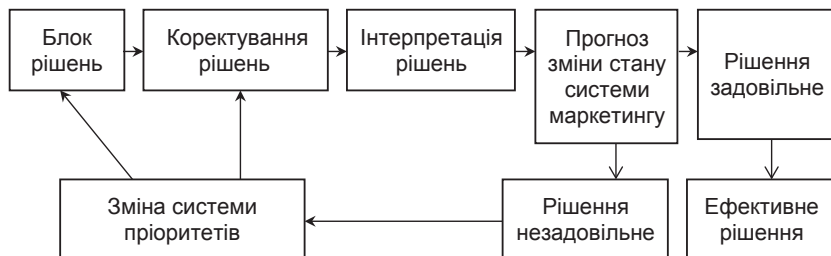 Блок
рішень
Коректування
рішень
Інтерпретація
рішень
Прогноз
зміни стану
системи
маркетингу
Рішення
задовільне
Зміна системи
пріоритетів
Рішення
незадовільне
Ефективне
рішення